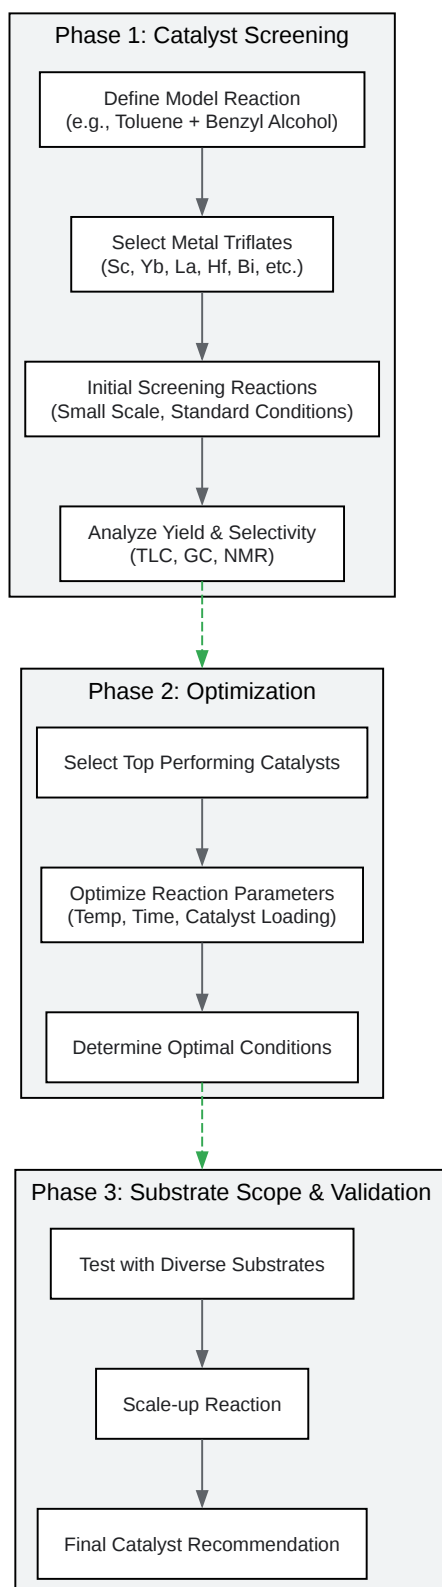 Phase 1: Catalyst Screening
Define Model Reaction
(e.g., Toluene + Benzyl Alcohol)
Select Metal Triflates
(Sc, Yb, La, Hf, Bi, etc.)
Initial Screening Reactions
(Small Scale, Standard Conditions)
Analyze Yield & Selectivity
(TLC, GC, NMR)
Phase 2: Optimization
Select Top Performing Catalysts
Optimize Reaction Parameters
(Temp, Time, Catalyst Loading)
Determine Optimal Conditions
Phase 3: Substrate Scope & Validation
Test with Diverse Substrates
Scale-up Reaction
Final Catalyst Recommendation